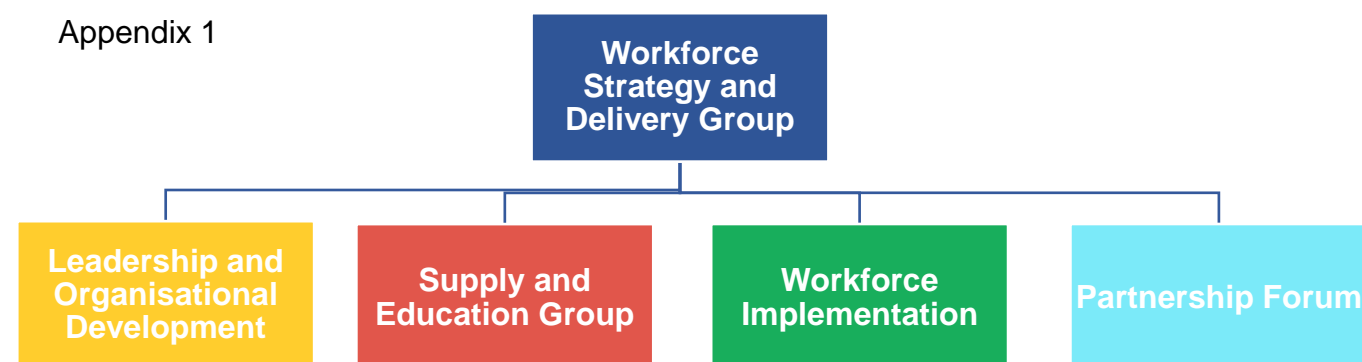 Appendix 1
Workforce
Strategy and
Delivery Group
Leadership and
Organisational
Development
Supply and
Education Group
Workforce
Implementation
Partnership Forum